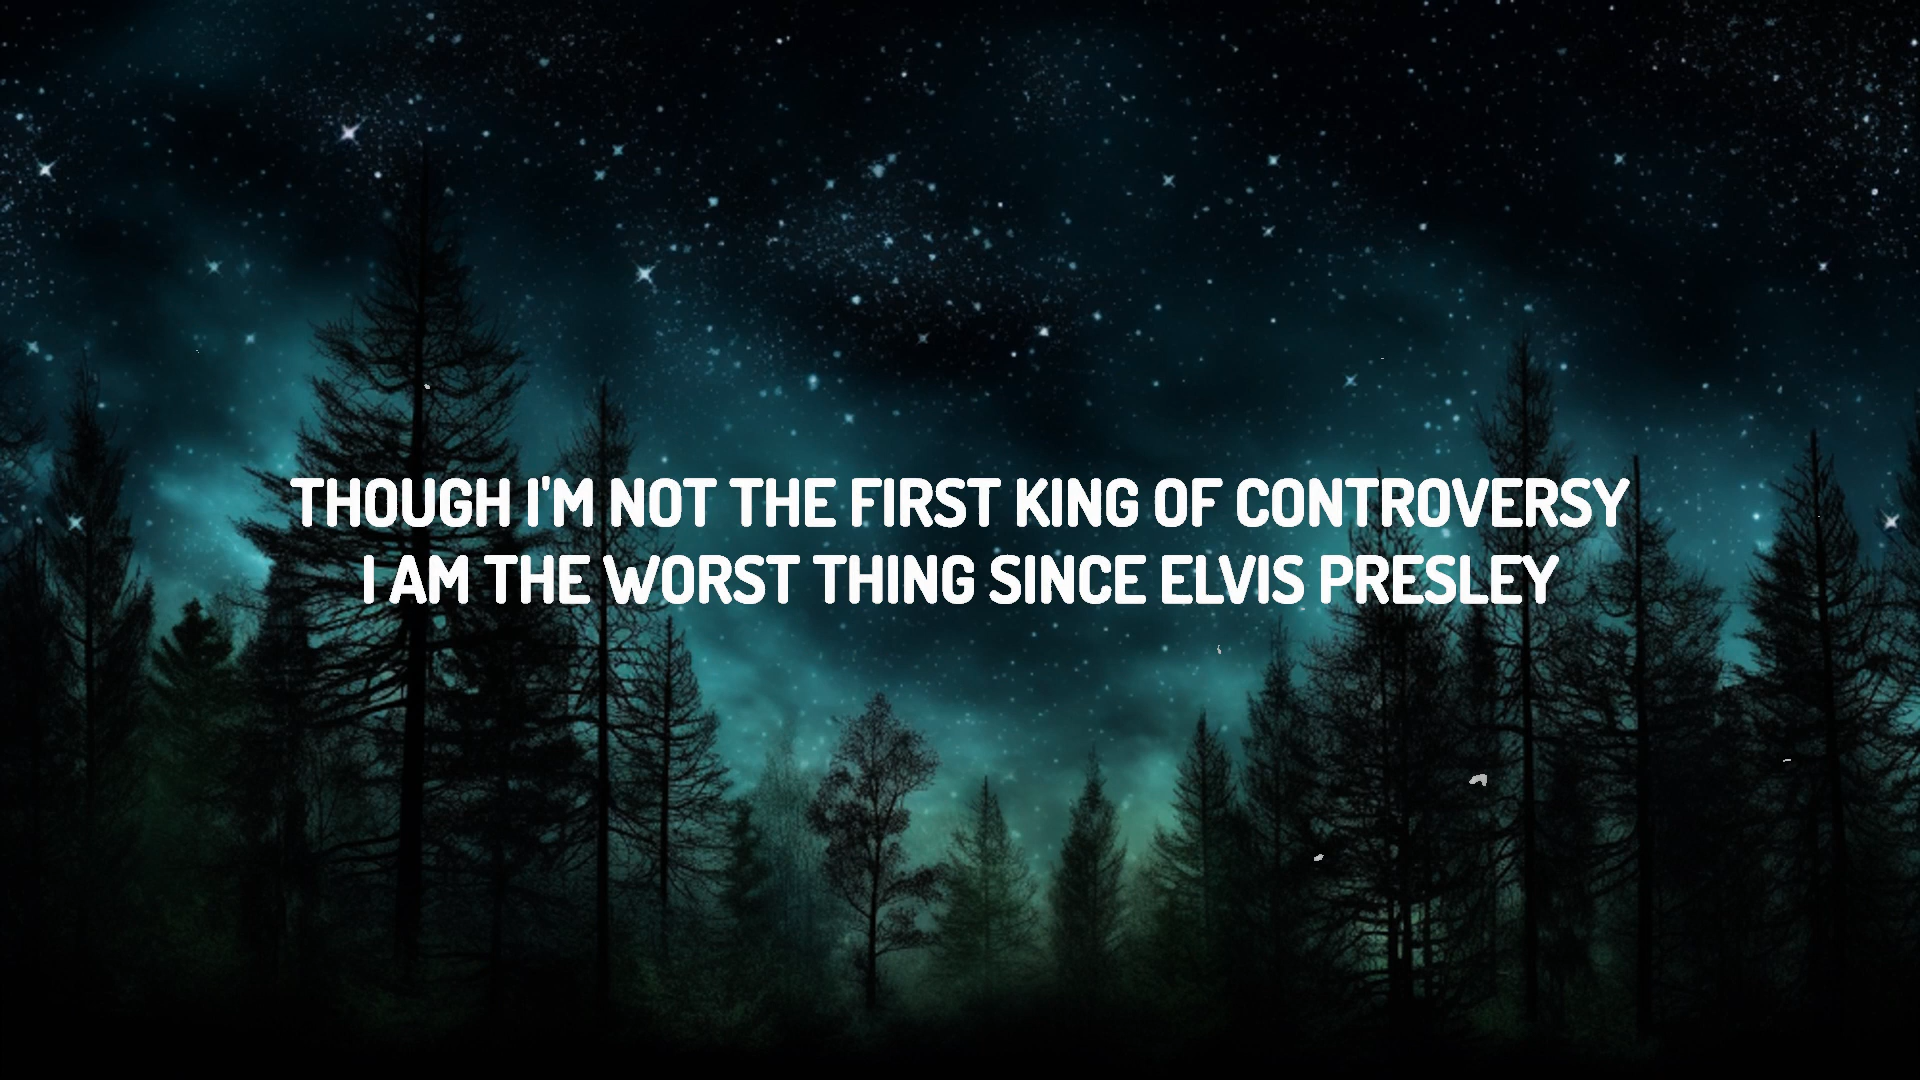 THOUGH I'M NOT THE FIRST KING OF CONTROVERSY
I AM THE WORST THING SINCE ELVIS PRESLEY